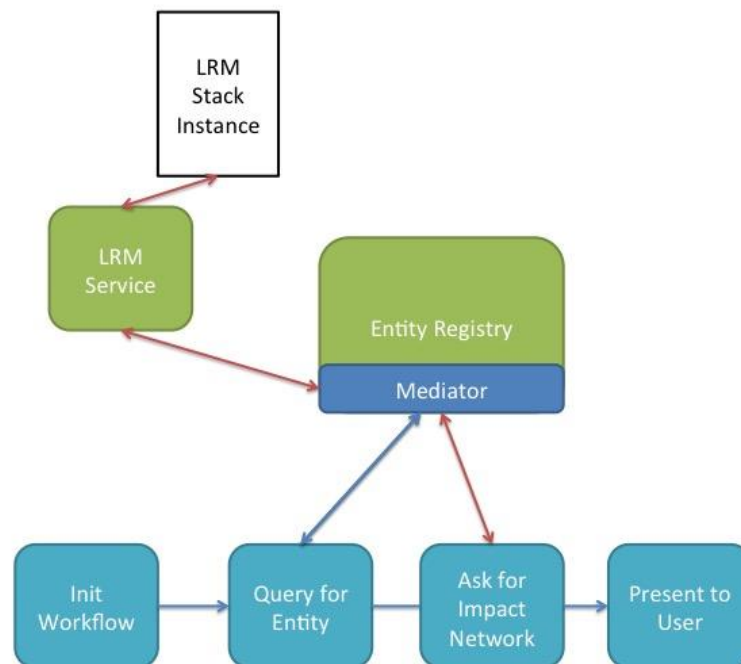 LRM
Stack
Instance
LRM
Service
Entity Registry
Mediator
Init
Workflow
Query for
Entity
Ask for
Impact
Network
Present to
User